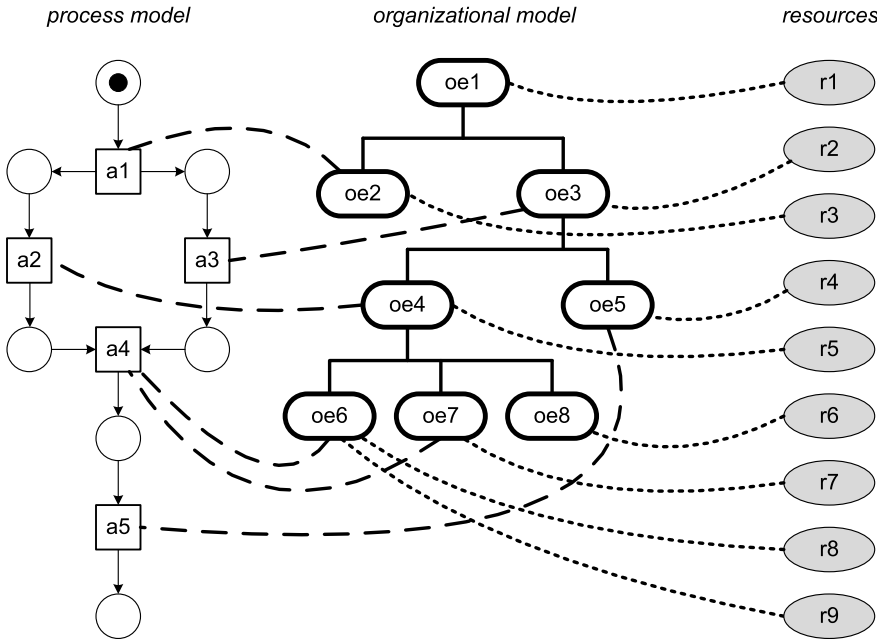 process model organizational model resources
oe1 r1
r2
a1 oe2 oe3
r3
a2 a3
r4
oe4 oe5
a4 r5
oe6 oe7 oe8 r6
r7
a5
r8
r9